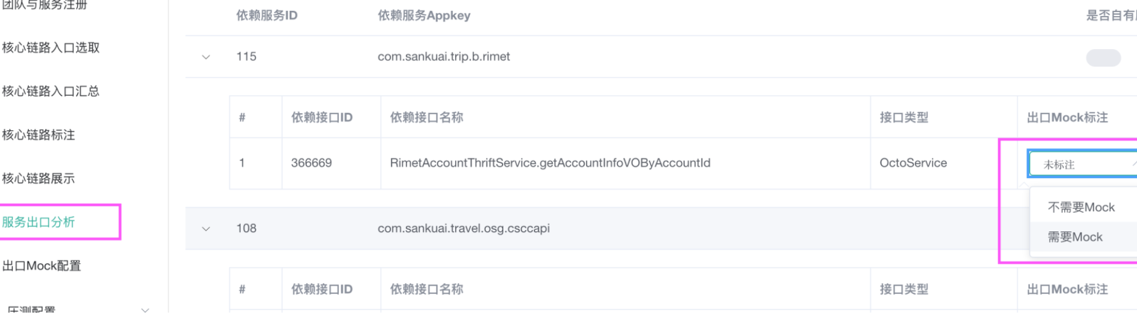 团队与服务注册
核心链路入口选取
核心链路入口汇总
核心链路标注
核心链路展示
服务出口分析
出口Mock配置
压测配置
依赖服务ID 依赖服务Appkey 是否自有
115 com.sankuai.trip.b.rimet
# 依赖接口ID 依赖接口名称 接口类型 出口Mock标注
1 366669 RimetAccountThriftService.getAccountInfoVOByAccountId OctoService 未标注
不需要Mock
需要Mock
108 com.sankuai.travel.osg.csccapi
# 依赖接口ID 依赖接口名称 接口类型 出口Mock标注